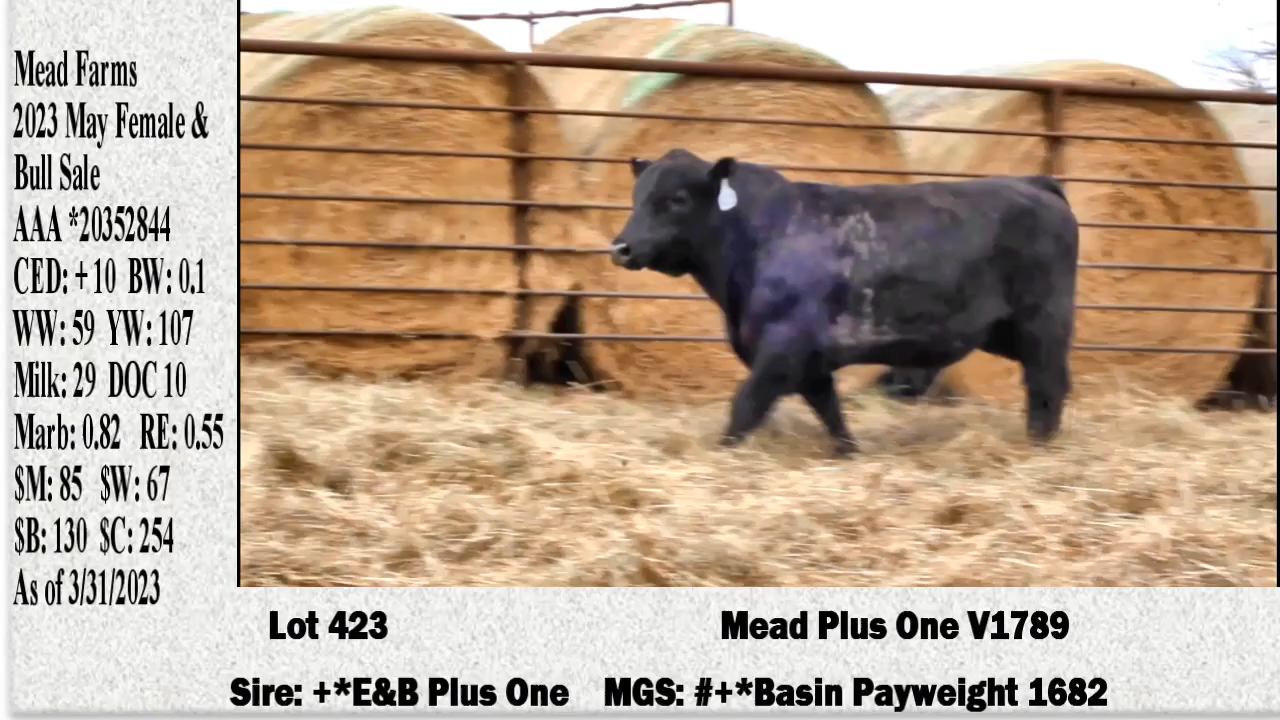 Mead Farms
2023 May Female &
Bull Sale
AAA *20352844
CED: +10 BW: 0.1
WW: 59 YW: 107
Milk: 29 DOC 10
Marb: 0.82 RE: 0.55
$M: 85 $W: 67
$B: 130 $C: 254
As of 3/31/2023
Lot 423 Mead Plus One V1789
Sire: +*E&B Plus One MGS: #+*Basin Payweight 1682